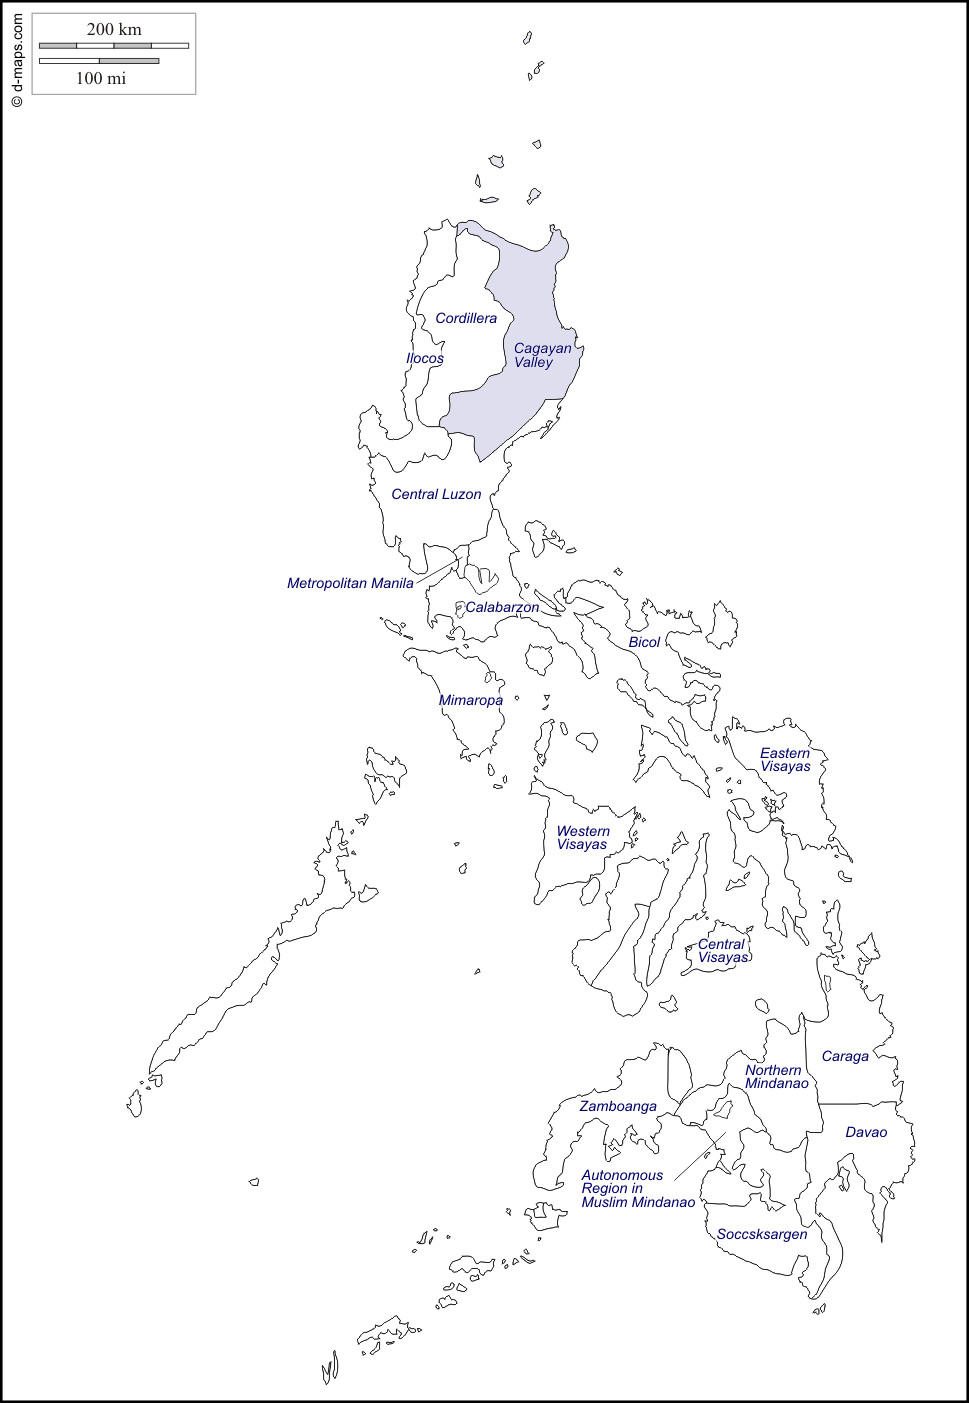 © d-maps.com
200 km
100 mi
Cordillera
Cagayan
Valley
Ilocos
Central Luzon
Metropolitan Manila
Calabarzon
Bicol
Mimaropa
Eastern
Visayas
Western
Visayas
Central
Visayas
Caraga
Northern
Mindanao
Zamboanga
Davao
Autonomous
Region in
Muslim Mindanao
Soccsksargen